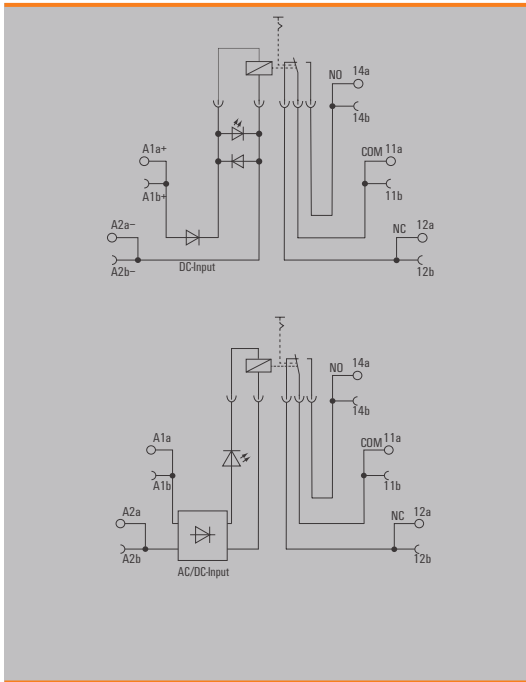 NO 14a
14b
A1a+
COM 11a
A1b+
11b
A2a–
NC 12a
A2b–
DC-Input
12b
NO 14a
14b
A1a
COM 11a
A1b
11b
A2a
NC 12a
A2b
12b
AC/DC-Input